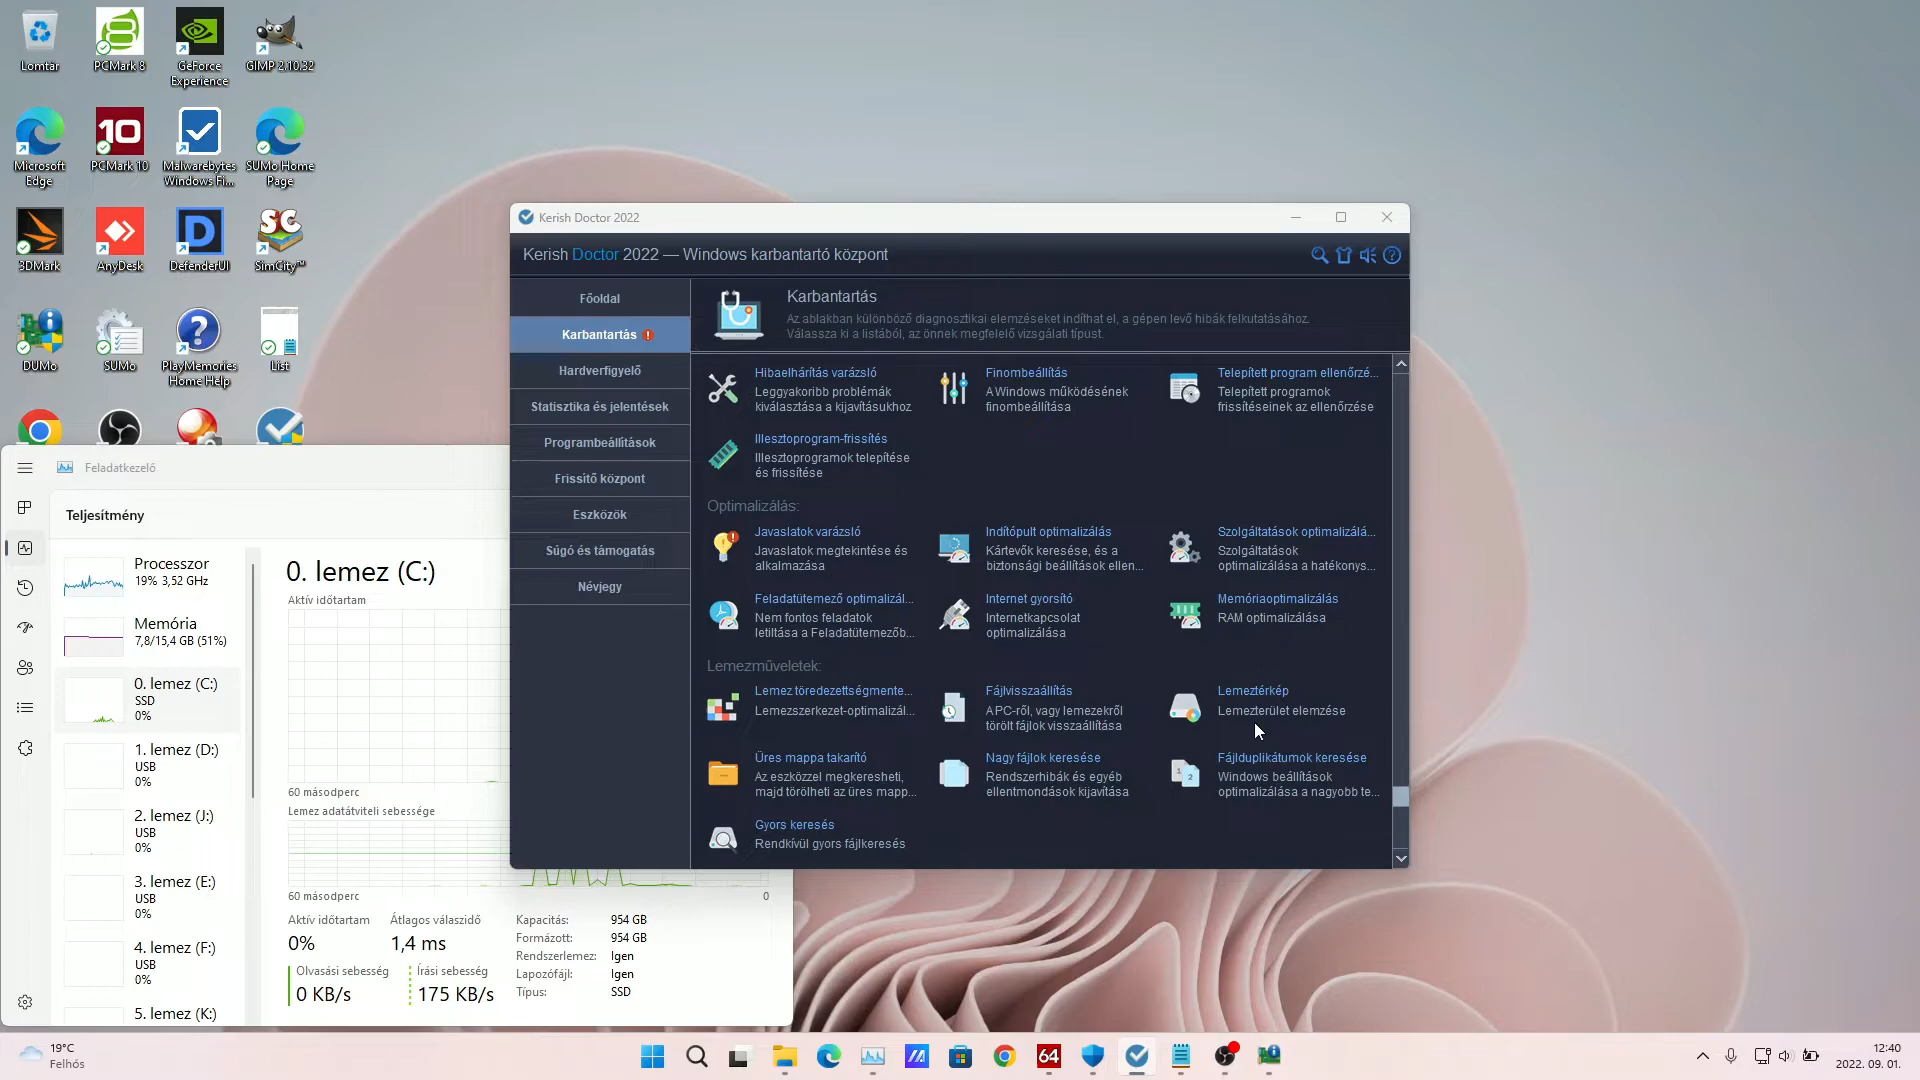 Lomtár
PCMark 8
GeForce
Experience
GIMP 2.10.32
Microsoft
Edge
10
PCMark 10
Malwarebytes
Windows Fi...
SUMo Home
Page
3DMark
AnyDesk
D
DefenderUI
SC
SimCity™
DUMo
SUMo
PlayMemories
Home Help
List
Kerish Doctor 2022
Kerish Doctor 2022 — Windows karbantartó központ
Főoldal
Karbantartás
Hardverfigyelő
Statisztika és jelentések
Programbeállítások
Frissítő központ
Eszközök
Súgó és támogatás
Névjegy
Karbantartás
Az ablakban különböző diagnosztikai elemzéseket indíthat el, a gépen levő hibák felkutatásához.
Válassza ki a listából, az önnek megfelelő vizsgálati típust.
Hibaelhárítás varázsló
Leggyakoribb problémák
kiválasztása a kijavításukhoz
Finombeállítás
A Windows működésének
finombeállítása
Telepített program ellenőrzé...
Telepített programok
frissítéseinek az ellenőrzése
Illesztoprogram-frissítés
Illesztoprogramok telepítése
és frissítése
Optimalizálás:
Javaslatok varázsló
Javaslatok megtekintése és
alkalmazása
Indítópult optimalizálás
Kártevők keresése, és a
biztonsági beállítások ellen...
Szolgáltatások optimalizálá...
Szolgáltatások
optimalizálása a hatékonys...
Feladatütemező optimalizál...
Nem fontos feladatok
letiltása a Feladatütemezőb...
Internet gyorsító
Internetkapcsolat
optimalizálása
Memóriaoptimalizálás
RAM optimalizálása
Lemezműveletek:
Lemez töredezettségmente...
Lemezszerkezet-optimalizál...
Fájlvisszaállítás
A PC-ről, vagy lemezekről
törölt fájlok visszaállítása
Lemeztérkép
Lemezterület elemzése
Üres mappa takarító
Az eszközzel megkeresheti,
majd törölheti az üres mapp...
Nagy fájlok keresése
Rendszerhibák és egyéb
ellentmondások kijavítása
Fájlduplikátumok keresése
Windows beállítások
optimalizálása a nagyobb te...
Gyors keresés
Rendkívül gyors fájlkeresés
Feladatkezelő
Teljesítmény
Processzor
19% 3,52 GHz
Memória
7,8/15,4 GB (51%)
0. lemez (C:)
SSD
0%
1. lemez (D:)
USB
0%
2. lemez (J:)
USB
0%
3. lemez (E:)
USB
0%
4. lemez (F:)
USB
0%
5. lemez (K:)
0. lemez (C:)
Aktív időtartam
60 másodperc
Lemez adatátviteli sebessége
60 másodperc
0
Aktív időtartam
0%
Átlagos válaszidő
1,4 ms
Olvasási sebesség
0 KB/s
Írási sebesség
175 KB/s
Kapacitás: 954 GB
Formázott: 954 GB
Rendszerlemez: Igen
Lapozófájl: Igen
Típus: SSD
19°C
Felhős
64
12:40
2022. 09. 01.